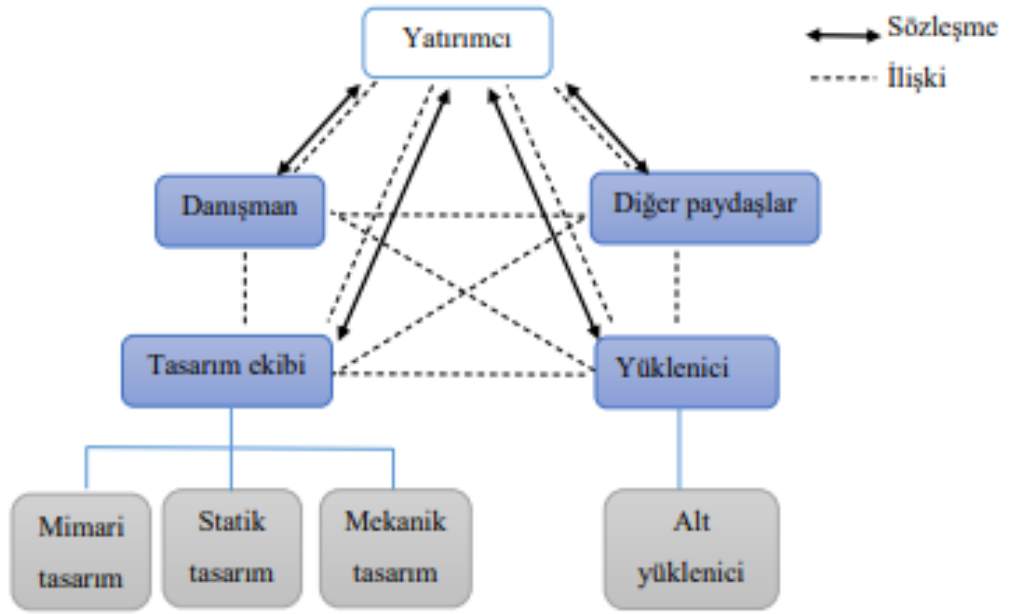 Yatırımcı
Sözleşme
İlişki
Danışman
Diğer paydaşlar
Tasarım ekibi
Yüklenici
Mimari
tasarım
Statik
tasarım
Mekanik
tasarım
Alt
yüklenici